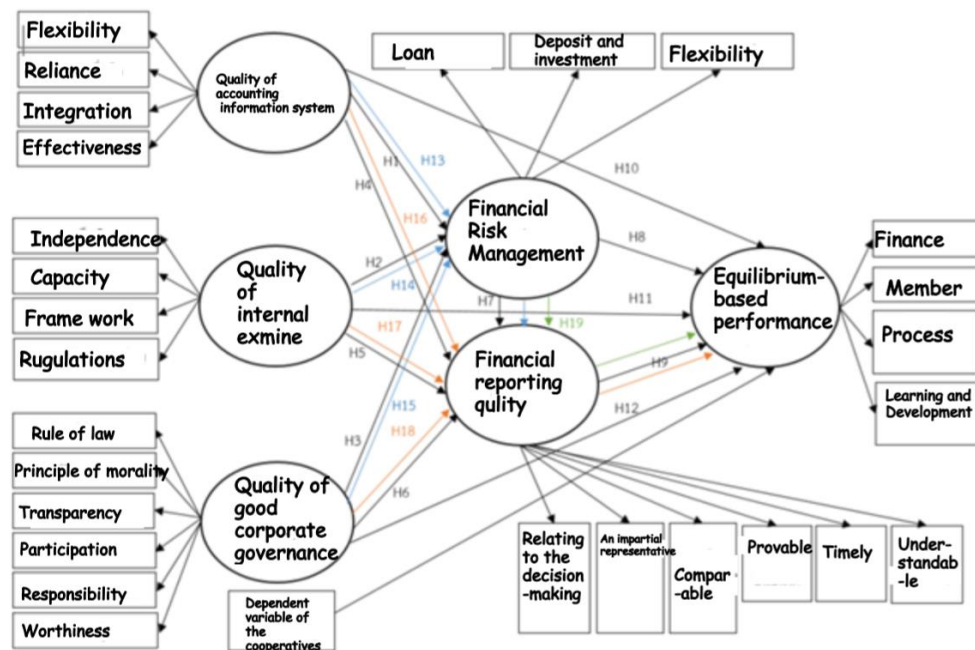 Flexibility
Reliance
Integration
Effectiveness
Quality of
accounting
information system
Loan
Deposit and
investment
Flexibility
H1
H13
H4
H16
H10
Independence
Capacity
Frame work
Rugulations
Quality
of
internal
exmine
H2
H14
H17
H5
Financial
Risk
Management
H8
H11
H7
H19
Equilibrium-
based
performance
Finance
Member
Process
Learning and
Development
Financial
reporting
qulity
H9
H12
H15
H18
H3
H6
Rule of law
Principle of morality
Transparency
Participation
Responsibility
Worthiness
Quality of
good
corporate
governance
Dependent
variable of
the
cooperatives
Relating
to the
decision
-making
An impartial
representative
Compar-
-able
Provable
Timely
Under-
standab-
-le